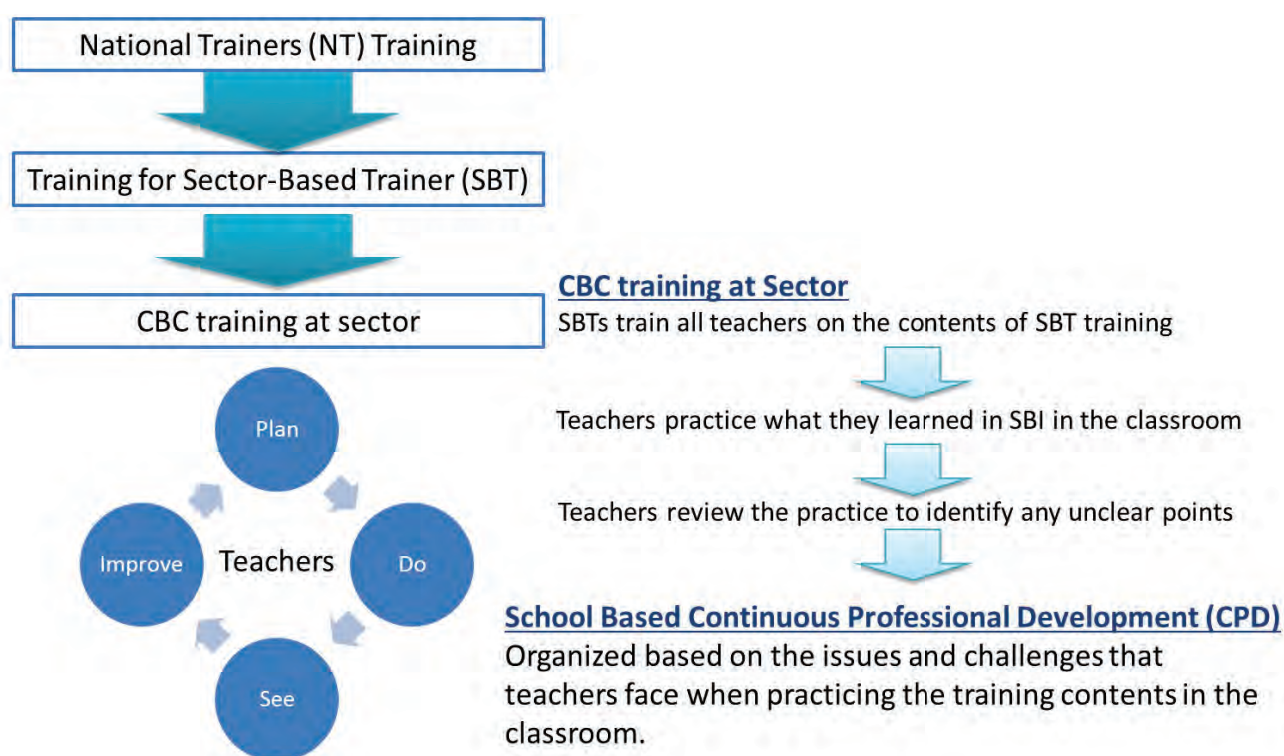 National Trainers (NT) Training
Training for Sector-Based Trainer (SBT)
CBC training at sector
Plan
Do
See
Improve
Teachers
CBC training at Sector
SBTs train all teachers on the contents of SBT training
Teachers practice what they learned in SBI in the classroom
Teachers review the practice to identify any unclear points
School Based Continuous Professional Development (CPD)
Organized based on the issues and challenges that
teachers face when practicing the training contents in the
classroom.